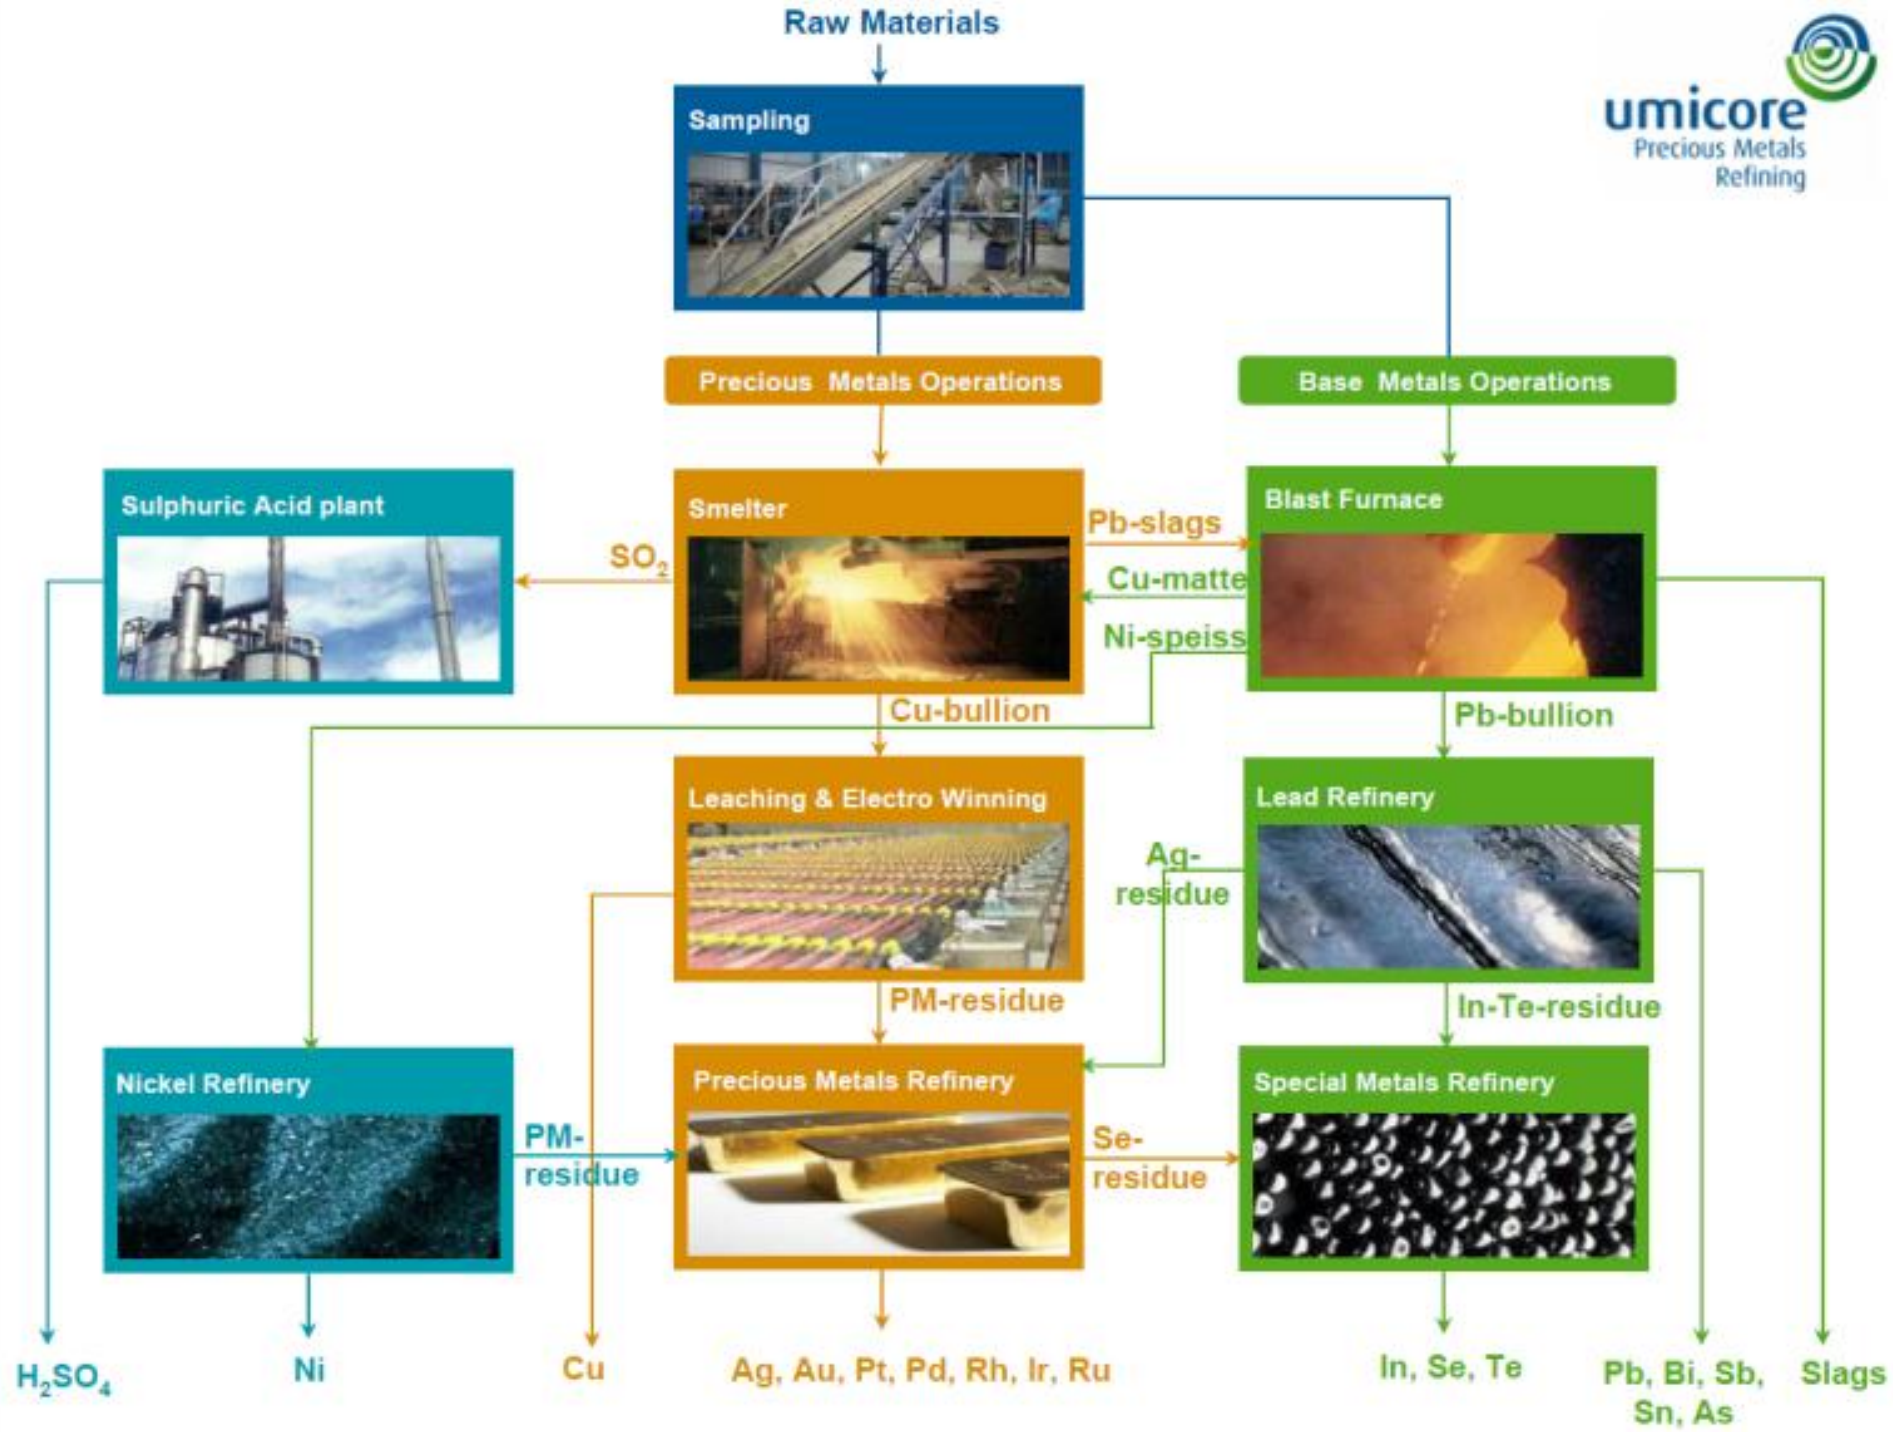 Raw Materials
umicore
Precious Metals
Refining
Sampling
Precious Metals Operations
Base Metals Operations
Sulphuric Acid plant
SO2
Smelter
Pb-slags
Cu-matte
Ni-speiss
Blast Furnace
Cu-bullion
Pb-bullion
Leaching & Electro Winning
Ag-
residue
Lead Refinery
PM-residue
In-Te-residue
Nickel Refinery
PM-
residue
Precious Metals Refinery
Se-
residue
Special Metals Refinery
H2SO4
Ni
Cu
Ag, Au, Pt, Pd, Rh, Ir, Ru
In, Se, Te
Pb, Bi, Sb,
Sn, As
Slags